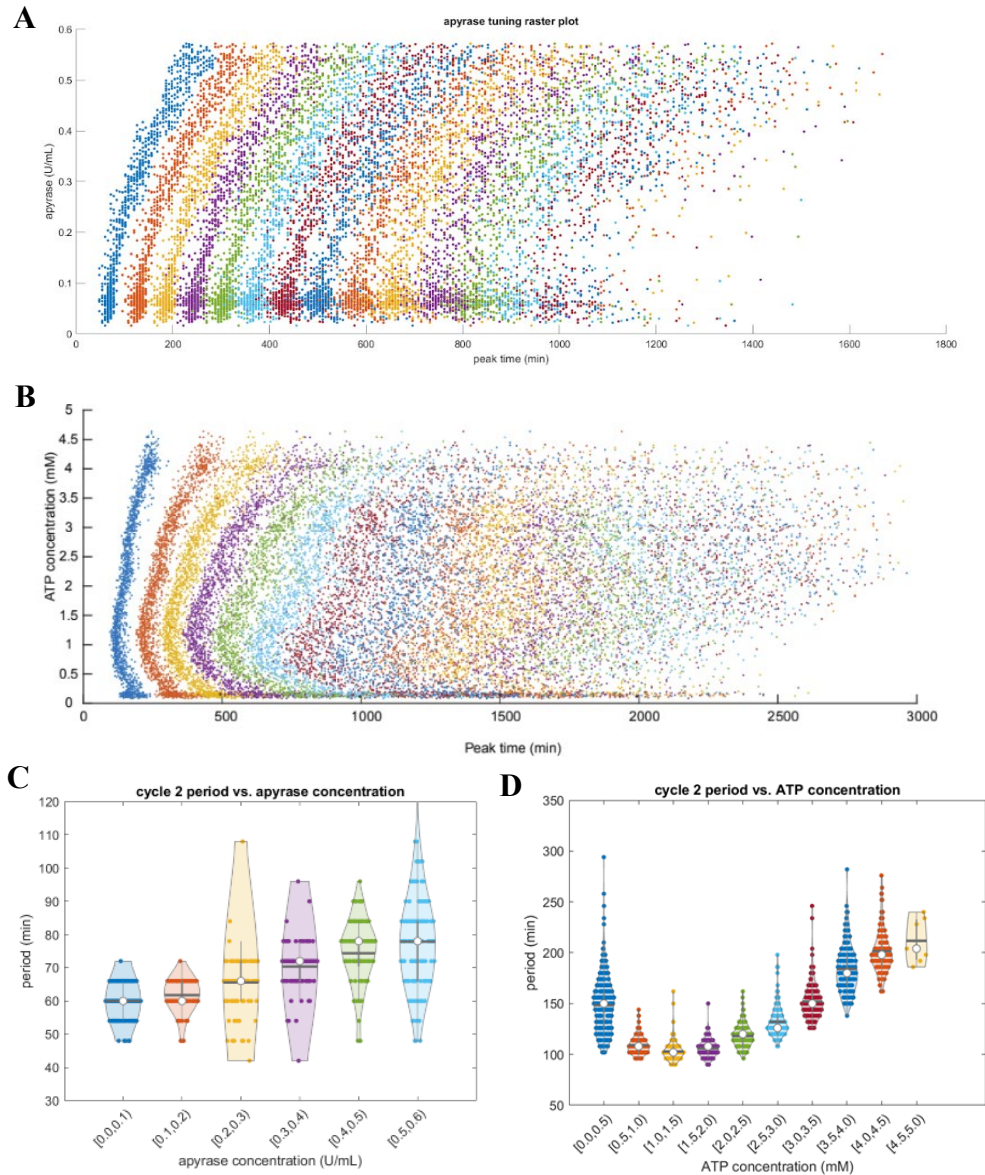 A
apyrase tuning raster plot
0.6
0.5
0.4
0.3
0.2
0.1
0
apyrase (U/mL)
0 200 400 600 800 1000 1200 1400 1600 1800
peak time (min)
B
5
4.5
4
3.5
3
2.5
2
1.5
1
0.5
0
ATP concentration (mM)
0 500 1000 1500 2000 2500 3000
Peak time (min)
C
cycle 2 period vs. apyrase concentration
120
110
100
90
80
70
60
50
40
30
period (min)
[0.0,0.1) [0.1,0.2) [0.2,0.3) [0.3,0.4) [0.4,0.5) [0.5,0.6)
apyrase concentration (U/mL)
D
cycle 2 period vs. ATP concentration
350
300
250
200
150
100
50
period (min)
[0.0,0.5) [0.5,1.0) [1.0,1.5) [1.5,2.0) [2.0,2.5) [2.5,3.0) [3.0,3.5) [3.5,4.0) [4.0,4.5) [4.5,5.0)
ATP concentration (mM)